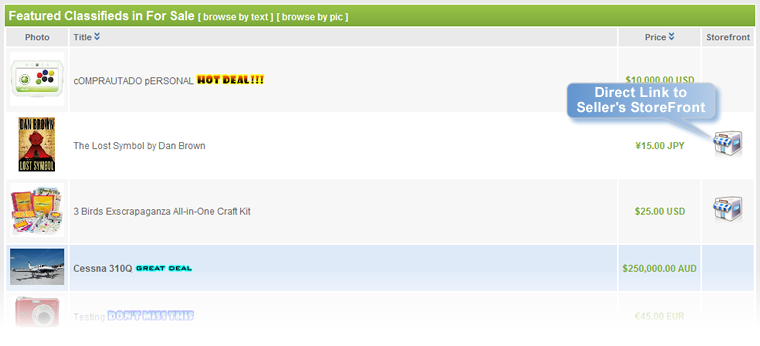 Featured Classifieds in For Sale [ browse by text ] [ browse by pic ]
Photo Title Price Storefront
cOMPRAUTADO pERSONAL HOT DEAL!!! $10,000.00 USD
Direct Link to
Seller's StoreFront
DAN BROWN
LOST SYMBOL
The Lost Symbol by Dan Brown ¥15.00 JPY
3 Birds Exscrapaganza All-in-One Craft Kit $25.00 USD
Cessna 310Q GREAT DEAL $250,000.00 AUD
Testing DON'T MISS THIS €45.00 EUR